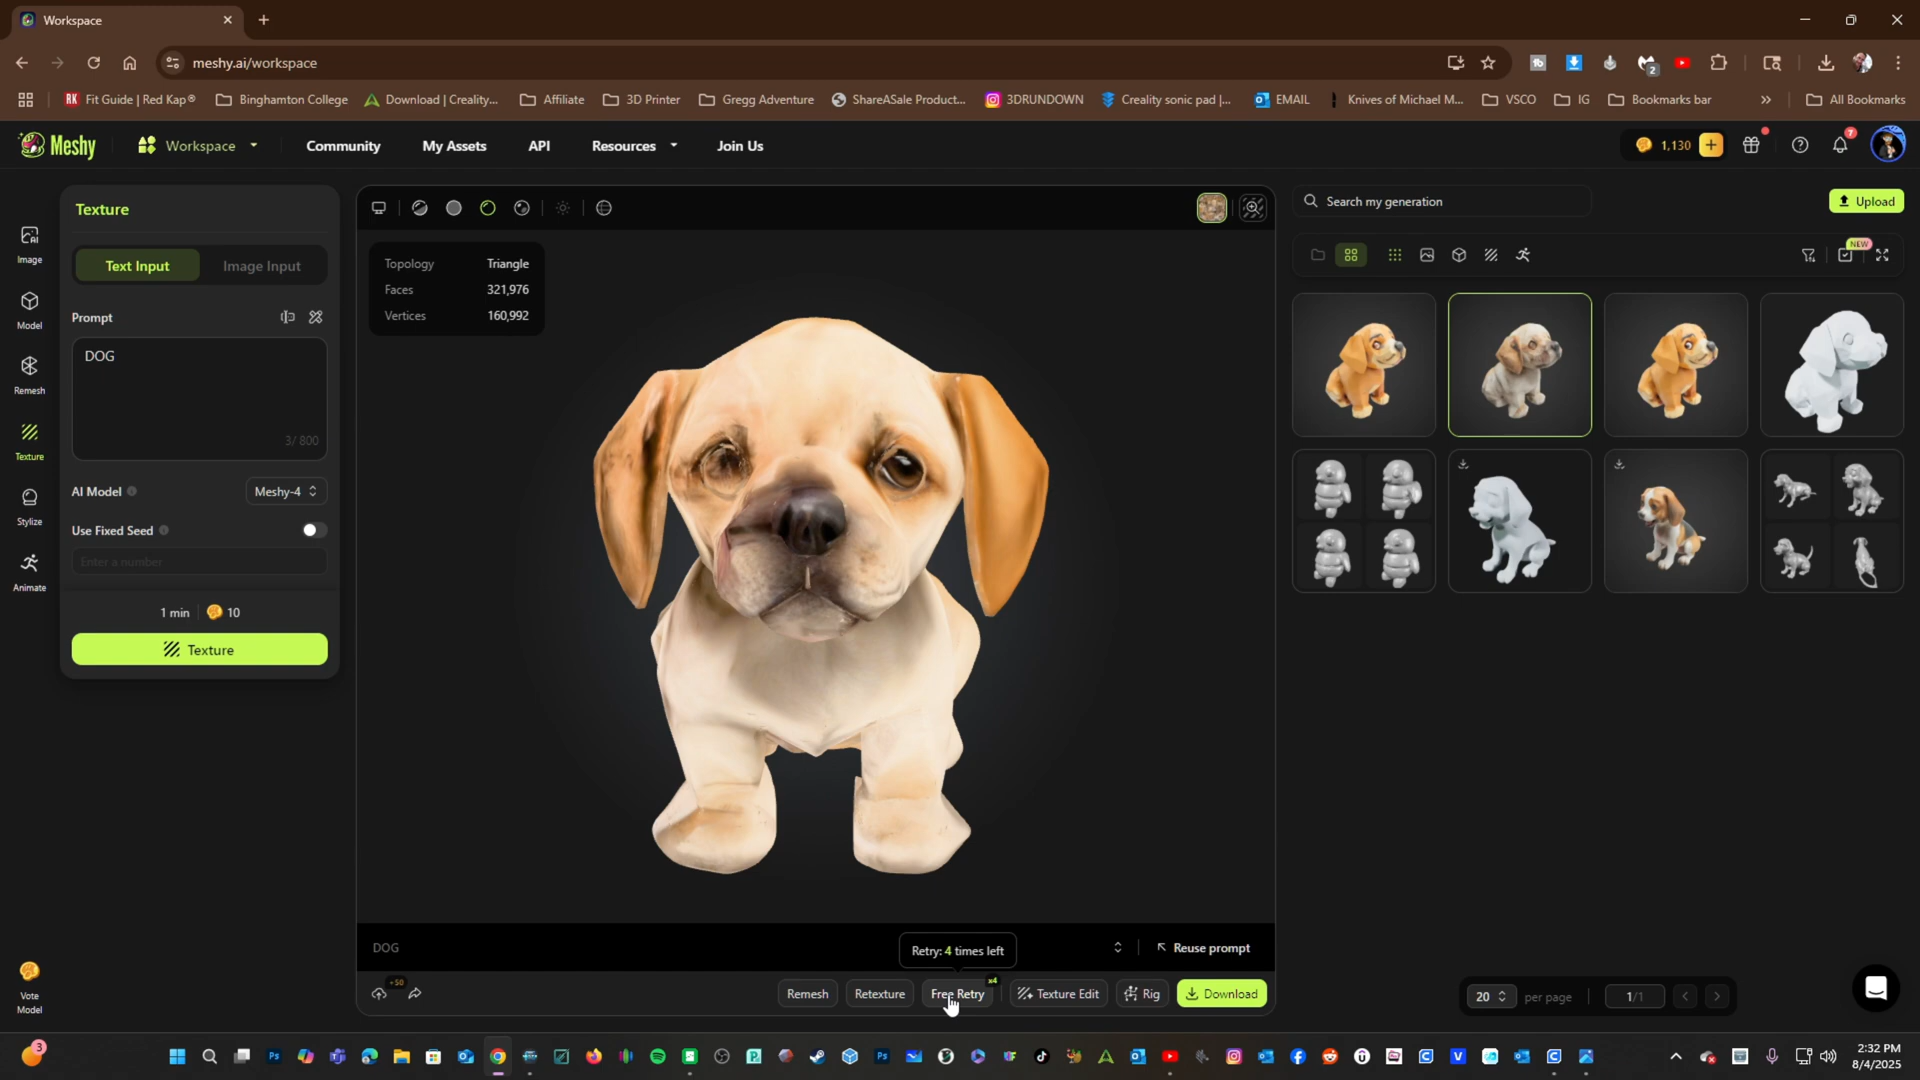 Workspace
meshy.ai/workspace
2
RK Fit Guide | Red Kap®
Binghamton College
Download | Creality...
Affiliate
3D Printer
Gregg Adventure
ShareASale Product...
3DRUNDOWN
Creality sonic pad |...
EMAIL
Knives of Michael M...
VSCO
IG
Bookmarks bar
»
All Bookmarks
Meshy
Workspace
Community
My Assets
API
Resources
Join Us
1,130
7
Image
Model
Remesh
Texture
Stylize
Animate
Vote
Model
Texture
Text Input
Image Input
Prompt
DOG
3/ 800
AI Model
Meshy-4
Use Fixed Seed
Enter a number
1 min
10
Texture
Topology Triangle
Faces 321,976
Vertices 160,992
DOG
Retry: 4 times left
Reuse prompt
+50
Remesh
Retexture
Free Retry
x4
Texture Edit
Rig
Download
Search my generation
Upload
NEW
20
per page
1/1
3
2:32 PM
8/4/2025